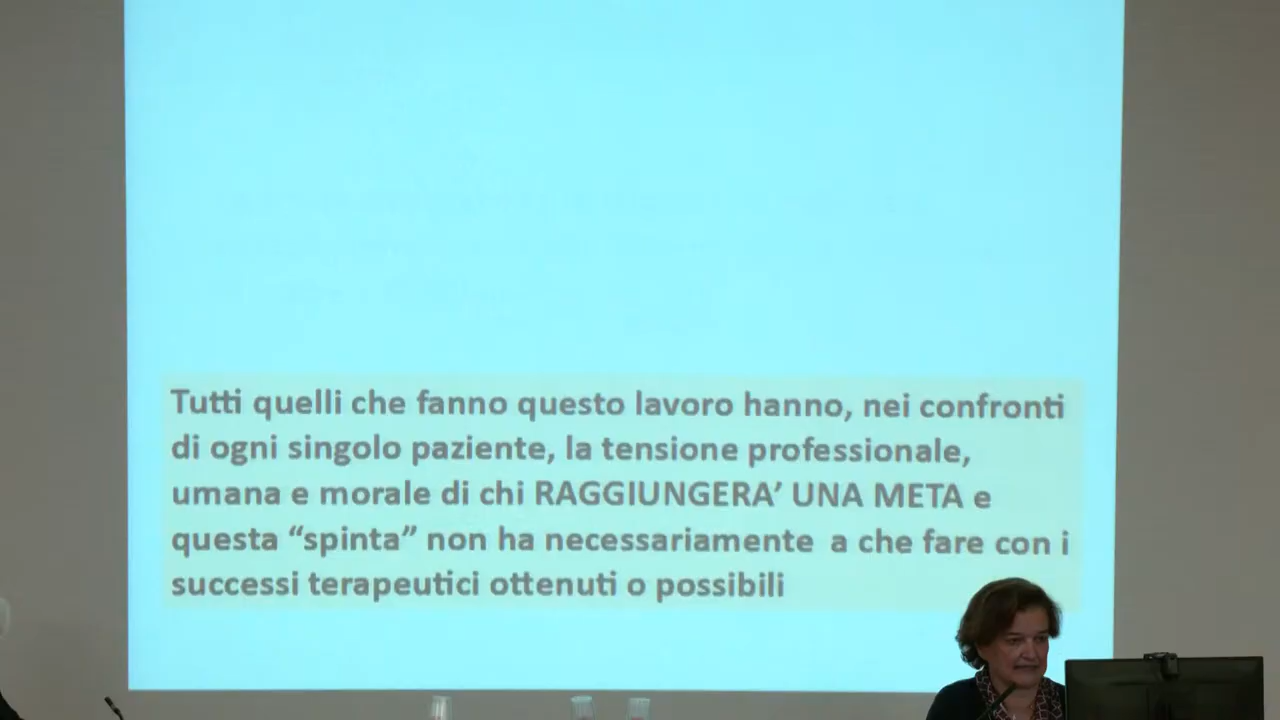 Tutti quelli che fanno questo lavoro hanno, nei confronti
di ogni singolo paziente, la tensione professionale,
umana e morale di chi RAGGIUNGERA’ UNA META e
questa “spinta” non ha necessariamente a che fare con i
successi terapeutici ottenuti o possibili